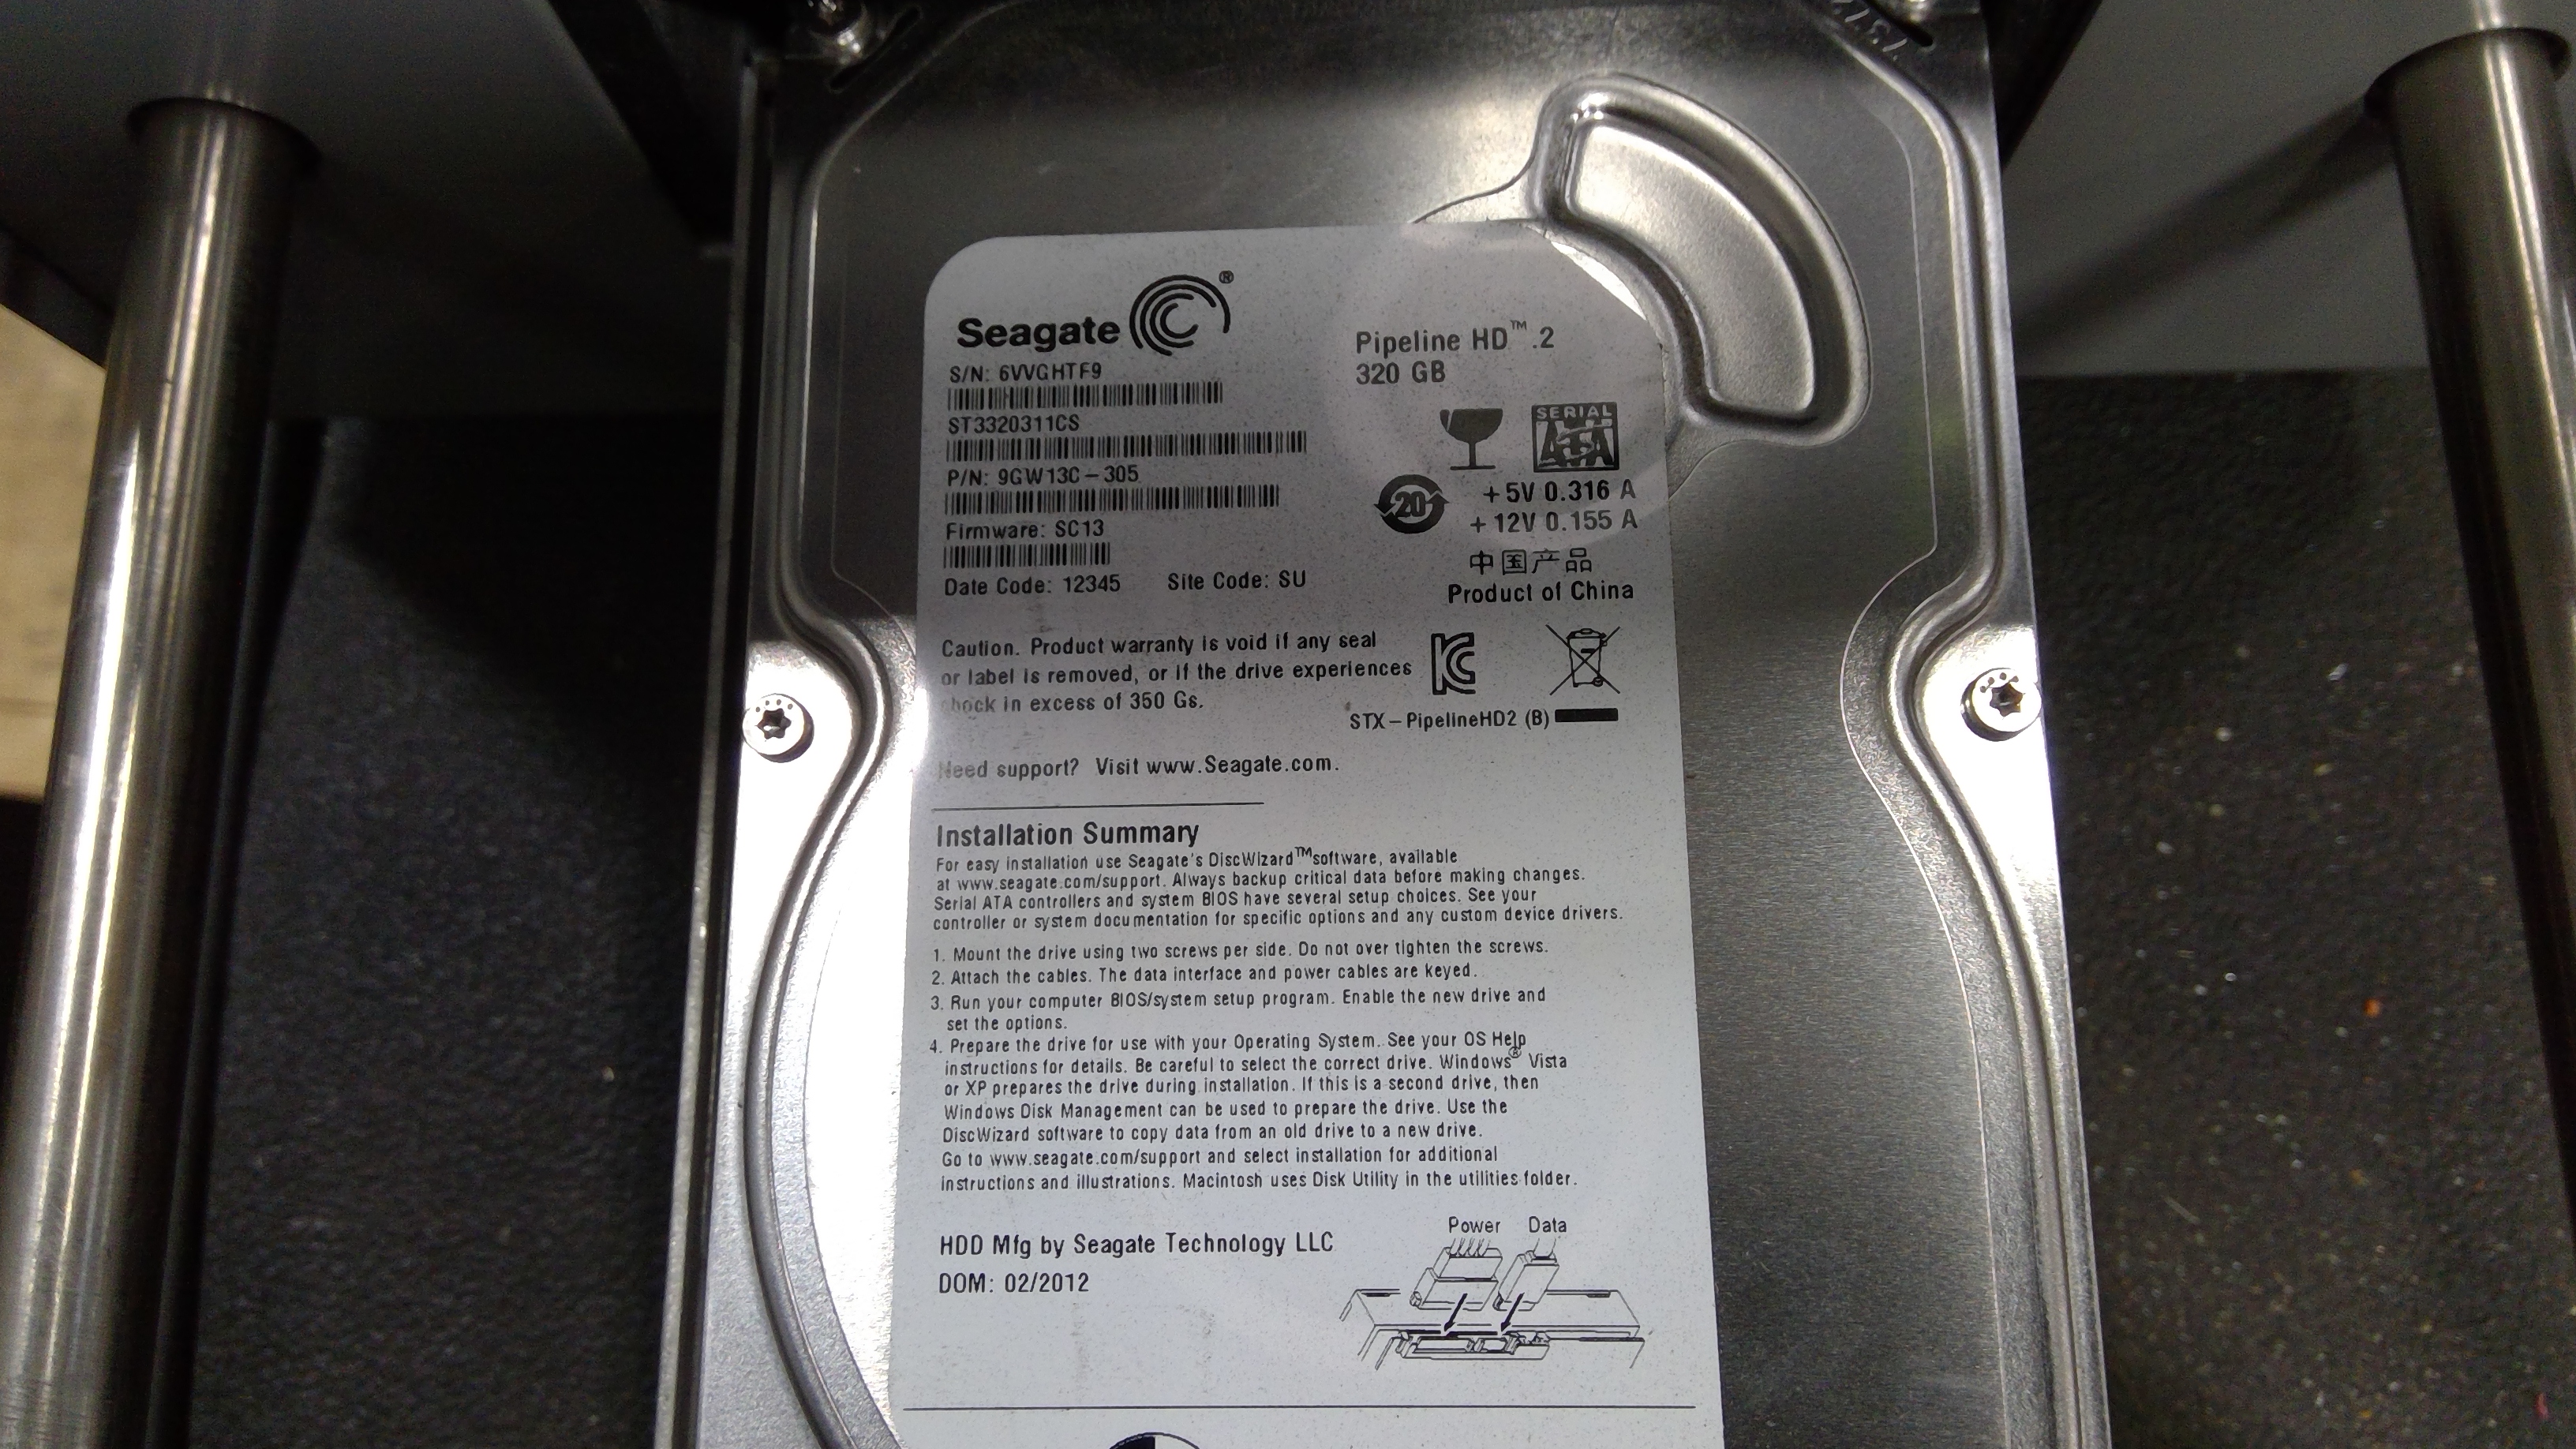 Seagate ®
S/N: 6VVGHTF9
ST3320311CS
P/N: 9GW13C-305
Firmware: SC13
Date Code: 12345 Site Code: SU
Pipeline HD™ .2
320 GB
SERIAL
ATA
20
+5V 0.316 A
+12V 0.155 A
中国产品
Product of China
Caution. Product warranty is void if any seal
or label is removed, or if the drive experiences
shock in excess of 350 Gs.
STX-PipelineHD2 (B)
Need support? Visit www.Seagate.com.
Installation Summary
For easy installation use Seagate's DiscWizard™ software, available
at www.seagate.com/support. Always backup critical data before making changes.
Serial ATA controllers and system BIOS have several setup choices. See your
controller or system documentation for specific options and any custom device drivers.
1. Mount the drive using two screws per side. Do not over tighten the screws.
2. Attach the cables. The data interface and power cables are keyed.
3. Run your computer BIOS/system setup program. Enable the new drive and
set the options.
4. Prepare the drive for use with your Operating System. See your OS Help
instructions for details. Be careful to select the correct drive. Windows® Vista
or XP prepares the drive during installation. If this is a second drive, then
Windows Disk Management can be used to prepare the drive. Use the
DiscWizard software to copy data from an old drive to a new drive.
Go to www.seagate.com/support and select installation for additional
instructions and illustrations. Macintosh uses Disk Utility in the utilities folder.
HDD Mfg by Seagate Technology LLC
DOM: 02/2012
Power Data